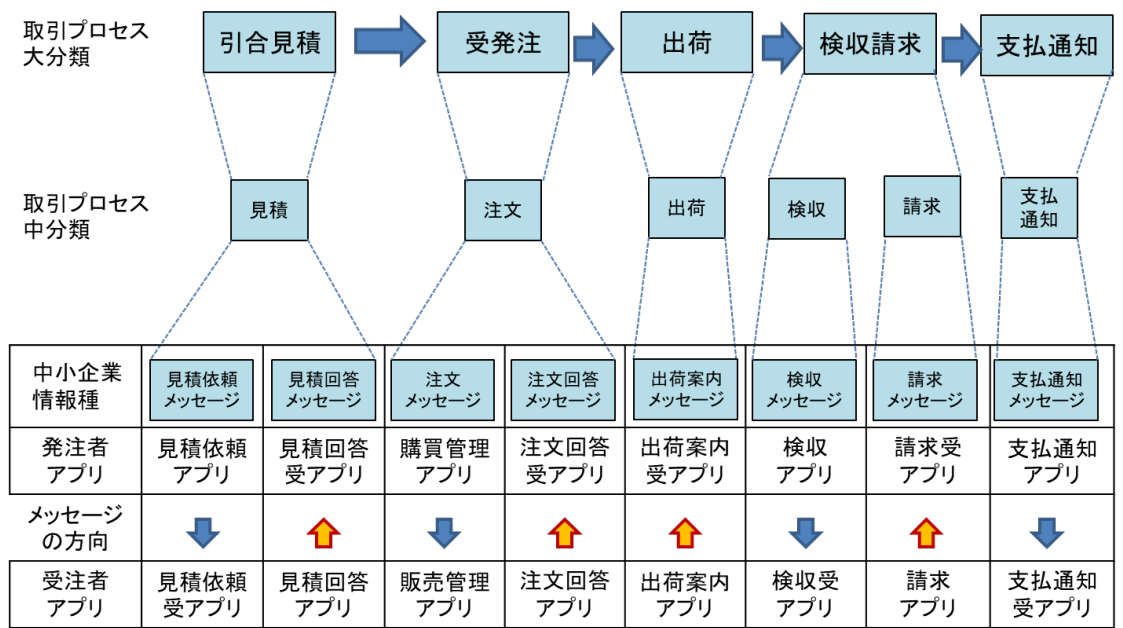 取引プロセス
大分類
引合見積
受発注
出荷
検収請求
支払通知
取引プロセス
中分類
見積
注文
出荷
検収
請求
支払
通知
中小企業
情報種
見積依頼
メッセージ
見積回答
メッセージ
注文
メッセージ
注文回答
メッセージ
出荷案内
メッセージ
検収
メッセージ
請求
メッセージ
支払通知
メッセージ
発注者
アプリ
見積依頼
アプリ
見積回答
受アプリ
購買管理
アプリ
注文回答
受アプリ
出荷案内
受アプリ
検収
アプリ
請求受
アプリ
支払通知
アプリ
メッセージ
の方向
受注者
アプリ
見積依頼
受アプリ
見積回答
アプリ
販売管理
アプリ
注文回答
アプリ
出荷案内
アプリ
検収受
アプリ
請求
アプリ
支払通知
受アプリ